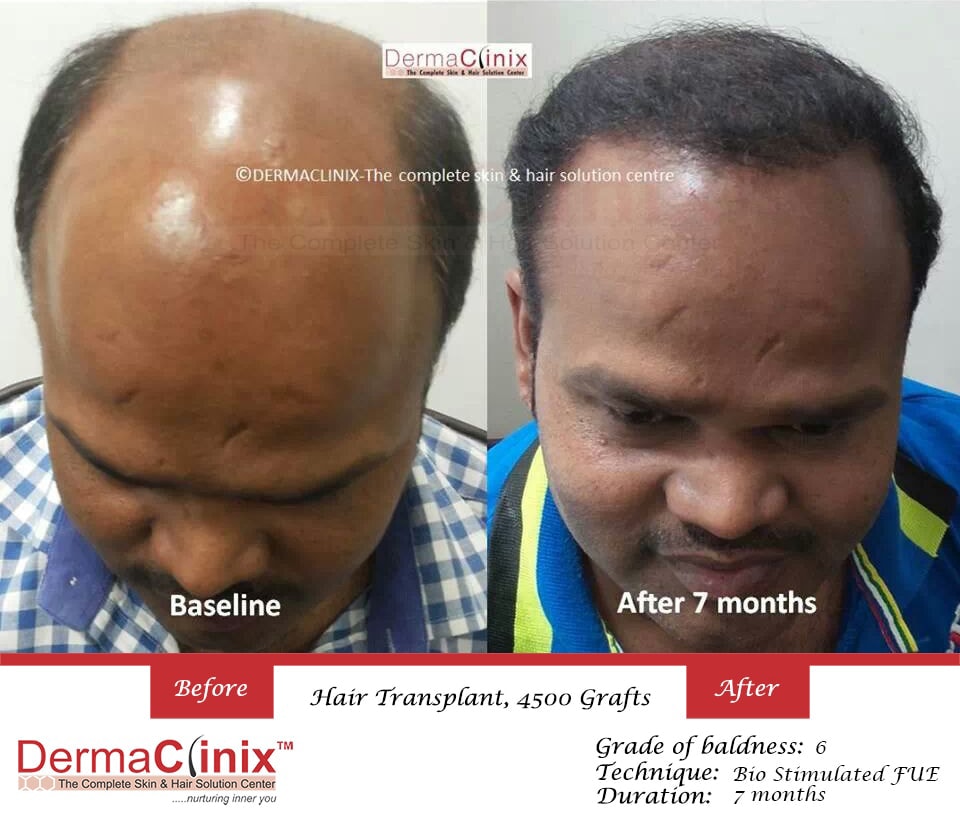 DermaClinix
The Complete Skin & Hair Solution Center
©DERMACLINIX-The complete skin & hair solution centre
The Complete Skin & Hair Solution Center
Baseline
After 7 months
Before
Hair Transplant, 4500 Grafts
After
DermaClinix™
The Complete Skin & Hair Solution Center
.....nurturing inner you
Grade of baldness: 6
Technique: Bio Stimulated FUE
Duration: 7 months